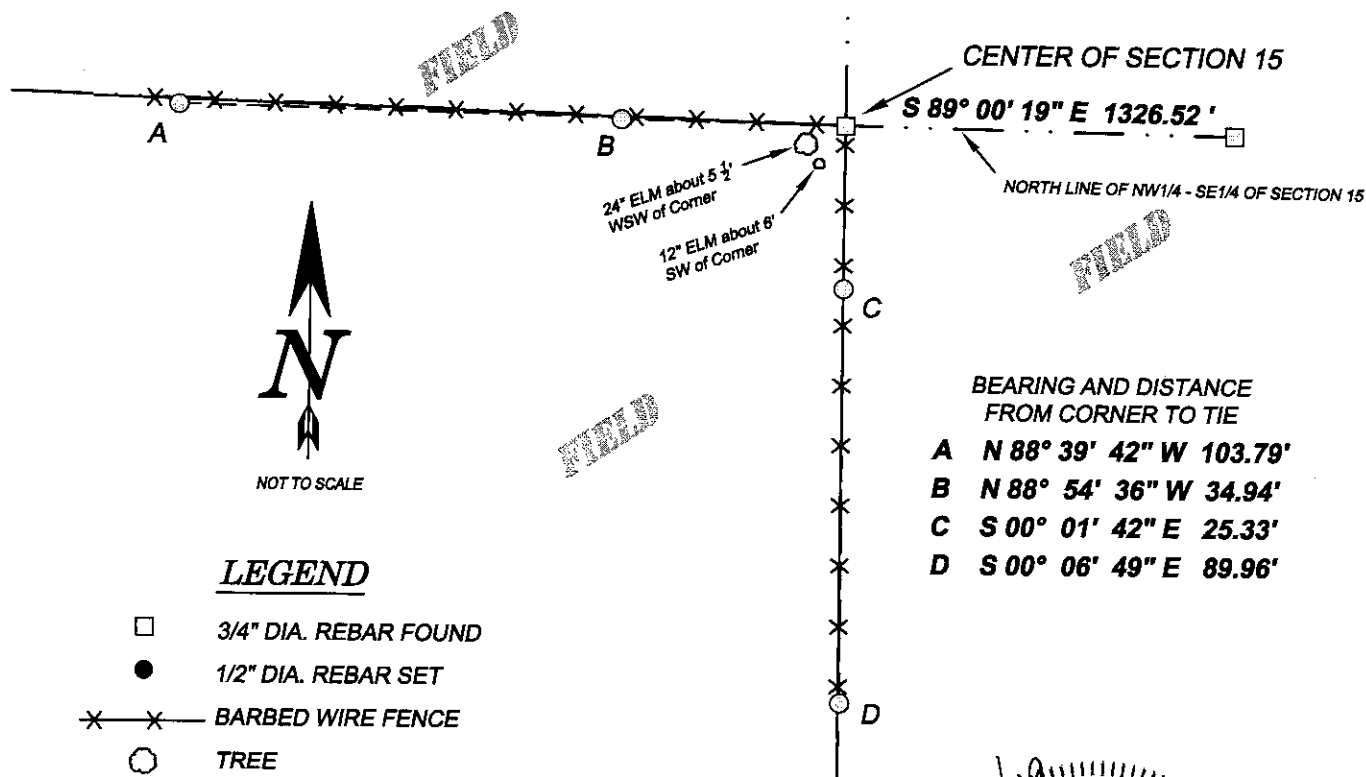 FIELD
CENTER OF SECTION 15
S 89° 00' 19" E 1326.52 '
A
B
24" ELM about 5 ½'
WSW of Corner
NORTH LINE OF NW1/4 - SE1/4 OF SECTION 15
12" ELM about 6'
SW of Corner
FIELD
C
N
NOT TO SCALE
FIELD
BEARING AND DISTANCE
FROM CORNER TO TIE
A N 88° 39' 42" W 103.79'
B N 88° 54' 36" W 34.94'
C S 00° 01' 42" E 25.33'
D S 00° 06' 49" E 89.96'
LEGEND
3/4" DIA. REBAR FOUND
1/2" DIA. REBAR SET
BARBED WIRE FENCE
TREE
D